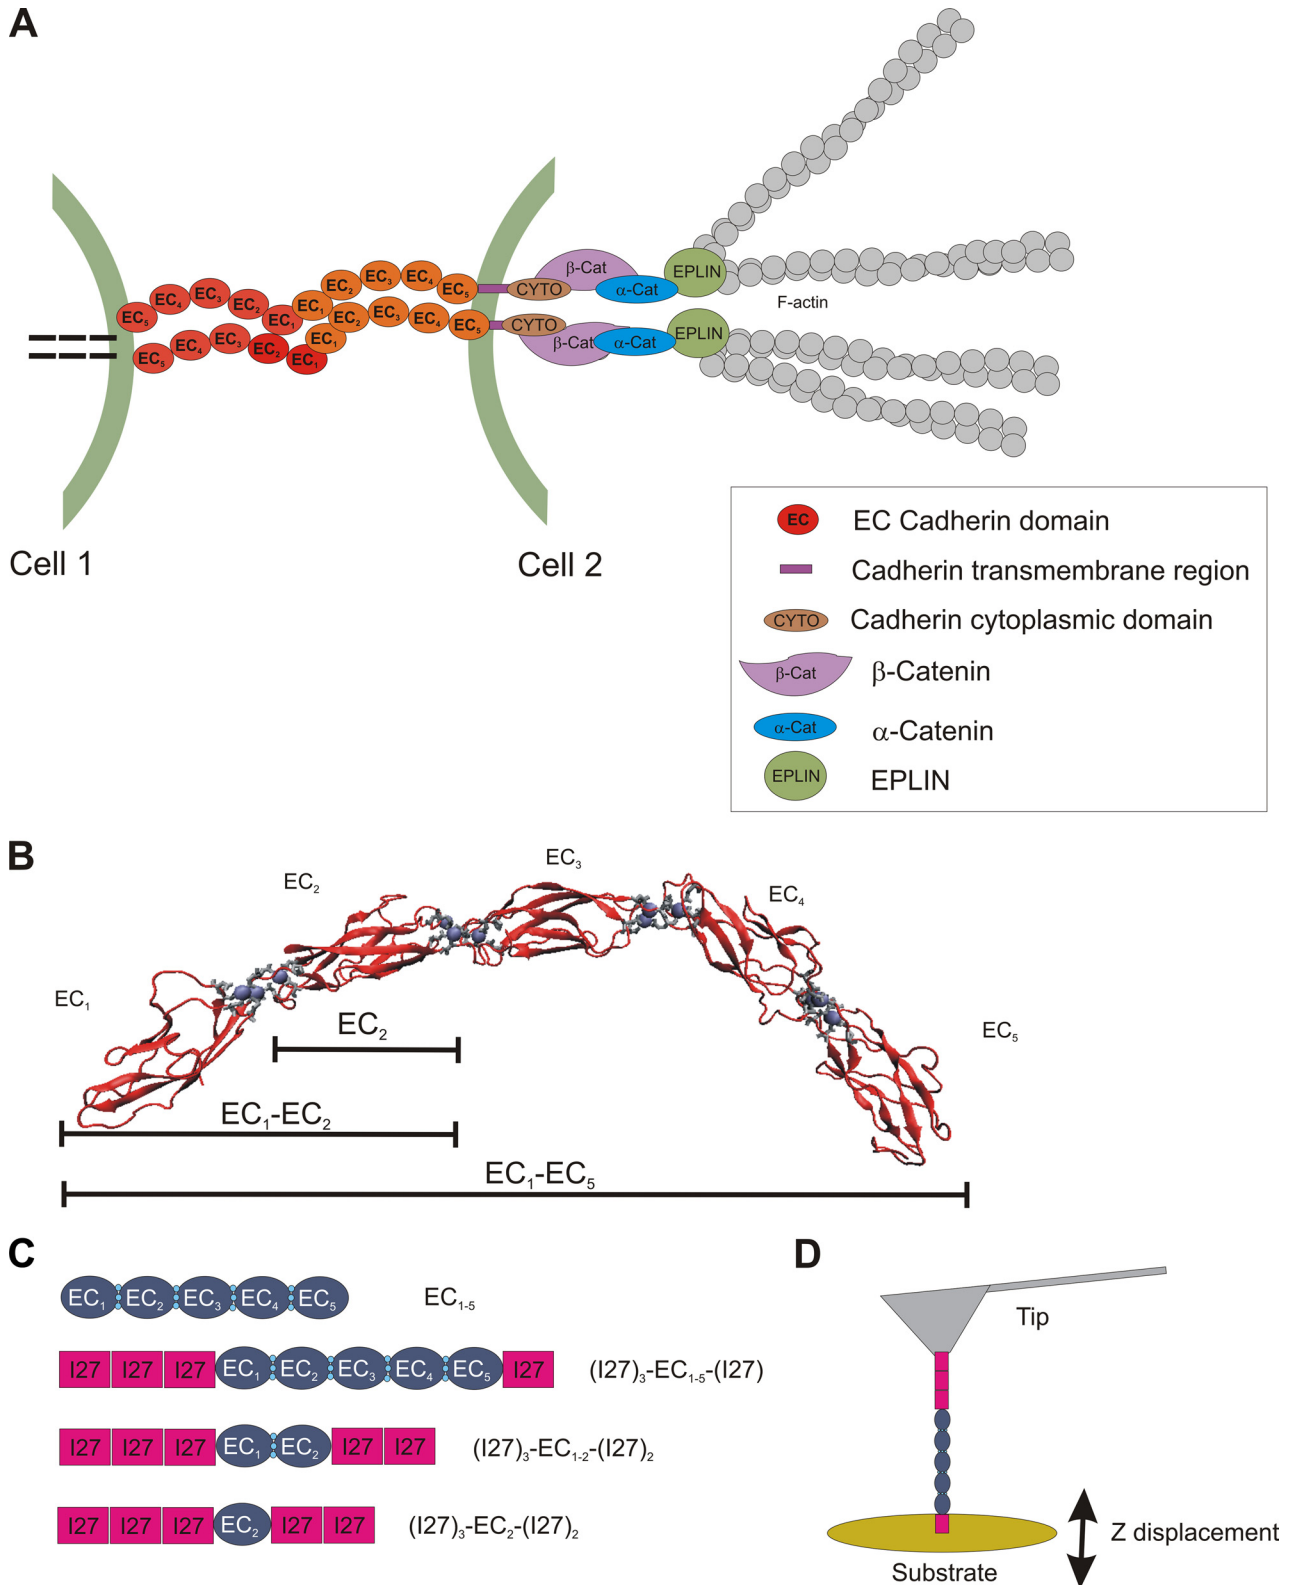 A
EC₅ EC₄ EC₃ EC₂ EC₁ EC₁ EC₂ EC₃ EC₄ EC₅ CYTO β-Cat α-Cat EPLIN
F-actin
EC₅ EC₄ EC₃ EC₂ EC₁ EC₁ EC₂ EC₃ EC₄ EC₅ CYTO β-Cat α-Cat EPLIN
Cell 1
Cell 2
EC EC Cadherin domain
Cadherin transmembrane region
CYTO Cadherin cytoplasmic domain
β-Cat β-Catenin
α-Cat α-Catenin
EPLIN EPLIN
B
EC₁
EC₂
EC₃
EC₄
EC₅
EC₂
EC₁-EC₂
EC₁-EC₅
C
EC₁ EC₂ EC₃ EC₄ EC₅ EC₁₋₅
I27 I27 I27 EC₁ EC₂ EC₃ EC₄ EC₅ I27 (I27)₃-EC₁₋₅-(I27)
I27 I27 I27 EC₁ EC₂ I27 I27 (I27)₃-EC₁₋₂-(I27)₂
I27 I27 I27 EC₂ I27 I27 (I27)₃-EC₂-(I27)₂
D
Tip
Z displacement
Substrate